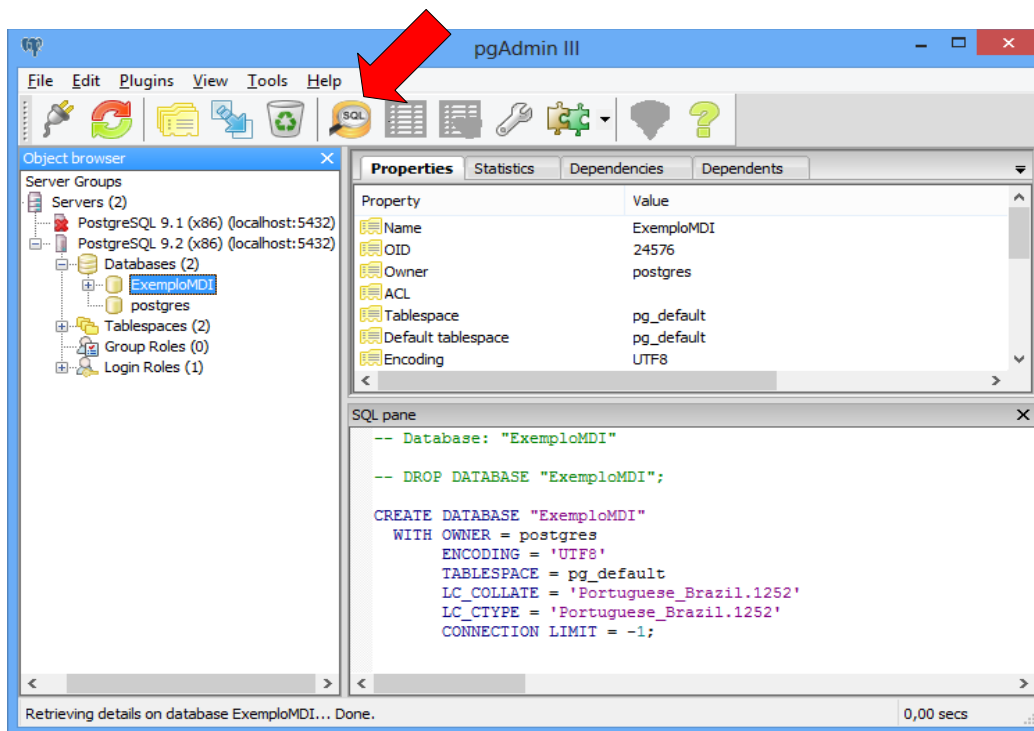 pgAdmin III
File Edit Plugins View Tools Help
SQL
Object browser
Server Groups
Servers (2)
PostgreSQL 9.1 (x86) (localhost:5432)
PostgreSQL 9.2 (x86) (localhost:5432)
Databases (2)
ExemploMDI
postgres
Tablespaces (2)
Group Roles (0)
Login Roles (1)
Properties Statistics Dependencies Dependents
Property Value
Name ExemploMDI
OID 24576
Owner postgres
ACL
Tablespace pg_default
Default tablespace pg_default
Encoding UTF8
SQL pane
-- Database: "ExemploMDI"
-- DROP DATABASE "ExemploMDI";
CREATE DATABASE "ExemploMDI"
WITH OWNER = postgres
ENCODING = 'UTF8'
TABLESPACE = pg_default
LC_COLLATE = 'Portuguese_Brazil.1252'
LC_CTYPE = 'Portuguese_Brazil.1252'
CONNECTION LIMIT = -1;
Retrieving details on database ExemploMDI... Done. 0,00 secs